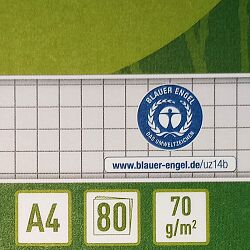 BLAUER ENGEL
DAS UMWELTZEICHEN
www.blauer-engel.de/uz14b
A4
80
70
g/m²